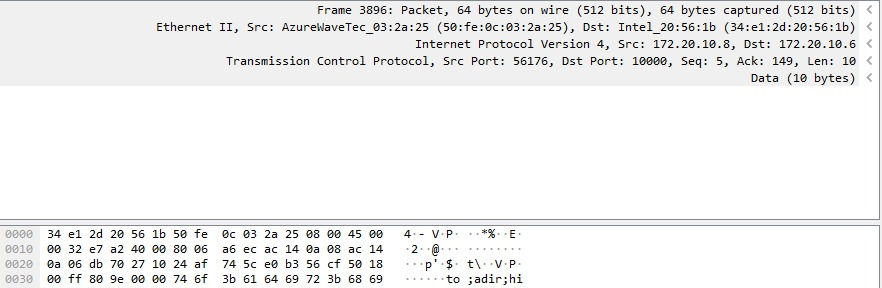 Frame 3896: Packet, 64 bytes on wire (512 bits), 64 bytes captured (512 bits)
Ethernet II, Src: AzureWaveTec_03:2a:25 (50:fe:0c:03:2a:25), Dst: Intel_20:56:1b (34:e1:2d:20:56:1b)
Internet Protocol Version 4, Src: 172.20.10.8, Dst: 172.20.10.6
Transmission Control Protocol, Src Port: 56176, Dst Port: 10000, Seq: 5, Ack: 149, Len: 10
Data (10 bytes)
0000 34 e1 2d 20 56 1b 50 fe 0c 03 2a 25 08 00 45 00 4·- V·P· ··*%··E·
0010 00 32 e7 a2 40 00 80 06 a6 ec ac 14 0a 08 ac 14 ·2··@··· ········
0020 0a 06 db 70 27 10 24 af 74 5c e0 b3 56 cf 50 18 ···p'·$· t\··V·P·
0030 00 ff 80 9e 00 00 74 6f 3b 61 64 69 72 3b 68 69 ······to ;adir;hi